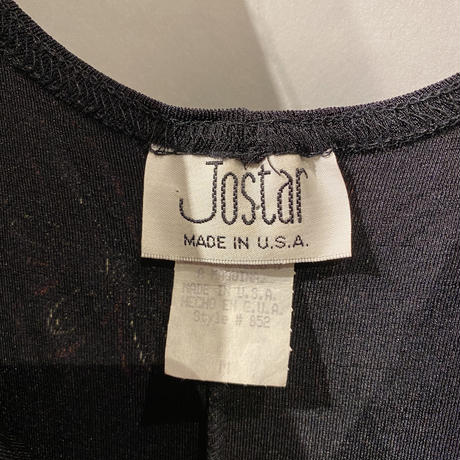 Jostar
MADE IN U.S.A.
MADE IN U.S.A.
HECHO EN E.U.A.
Style # 852
M